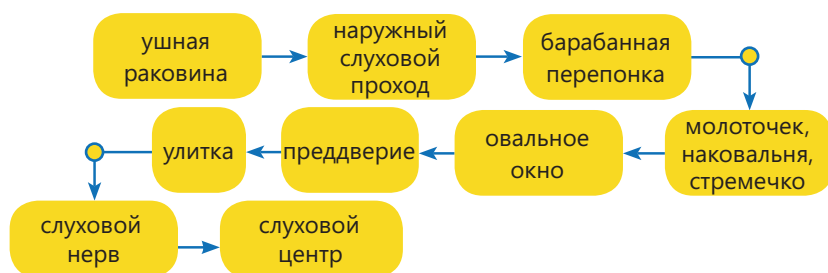 ушная
раковина
наружный
слуховой
проход
барабанная
перепонка
молоточек,
наковальня,
стремечко
овальное
окно
преддверие
улитка
слуховой
нерв
слуховой
центр